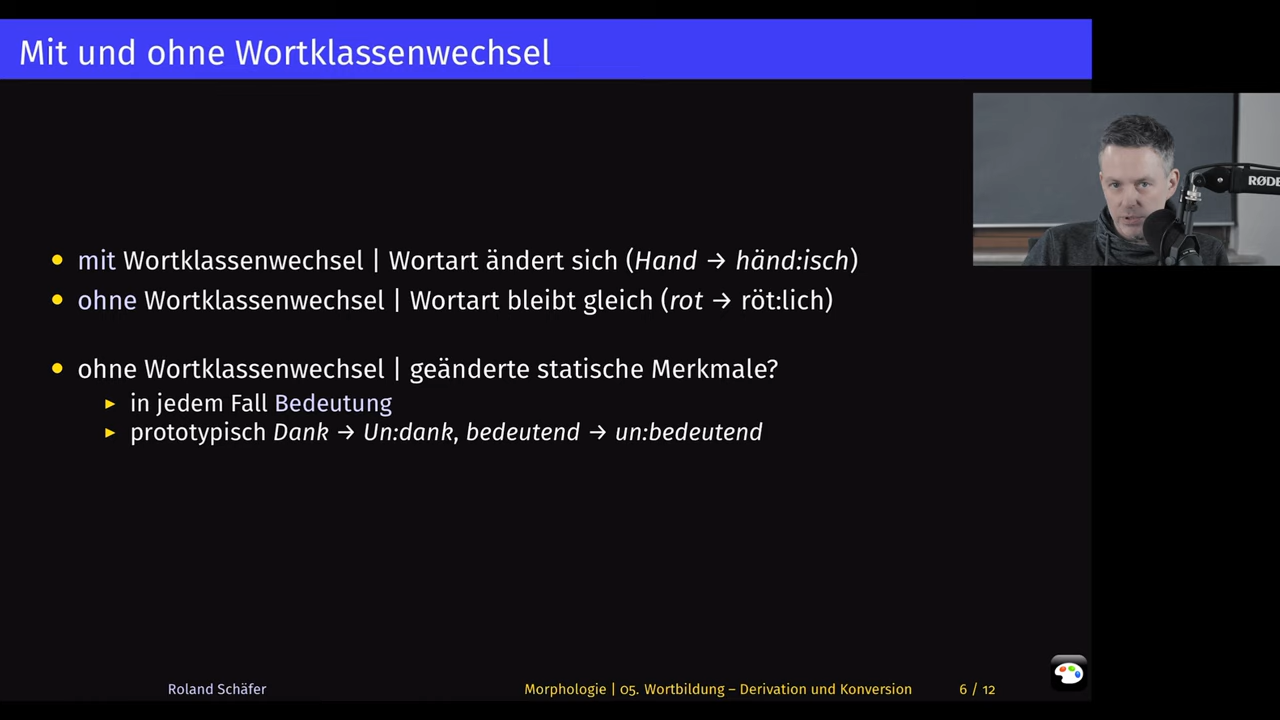 Mit und ohne Wortklassenwechsel
RØDE
• mit Wortklassenwechsel | Wortart ändert sich (Hand → händ:isch)
• ohne Wortklassenwechsel | Wortart bleibt gleich (rot → röt:lich)
• ohne Wortklassenwechsel | geänderte statische Merkmale?
▸ in jedem Fall Bedeutung
▸ prototypisch Dank → Un:dank, bedeutend → un:bedeutend
Roland Schäfer
Morphologie | 05. Wortbildung – Derivation und Konversion
6 / 12